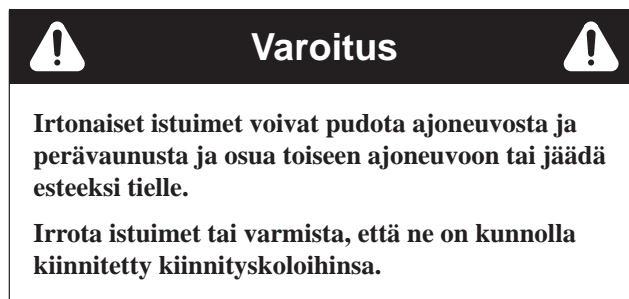 Varoitus
Irtonaiset istuimet voivat pudota ajoneuvosta ja
perävaunusta ja osua toiseen ajoneuvoon tai jäädä
esteeksi tielle.
Irrota istuimet tai varmista, että ne on kunnolla
kiinnitetty kiinnityskoloihinsa.